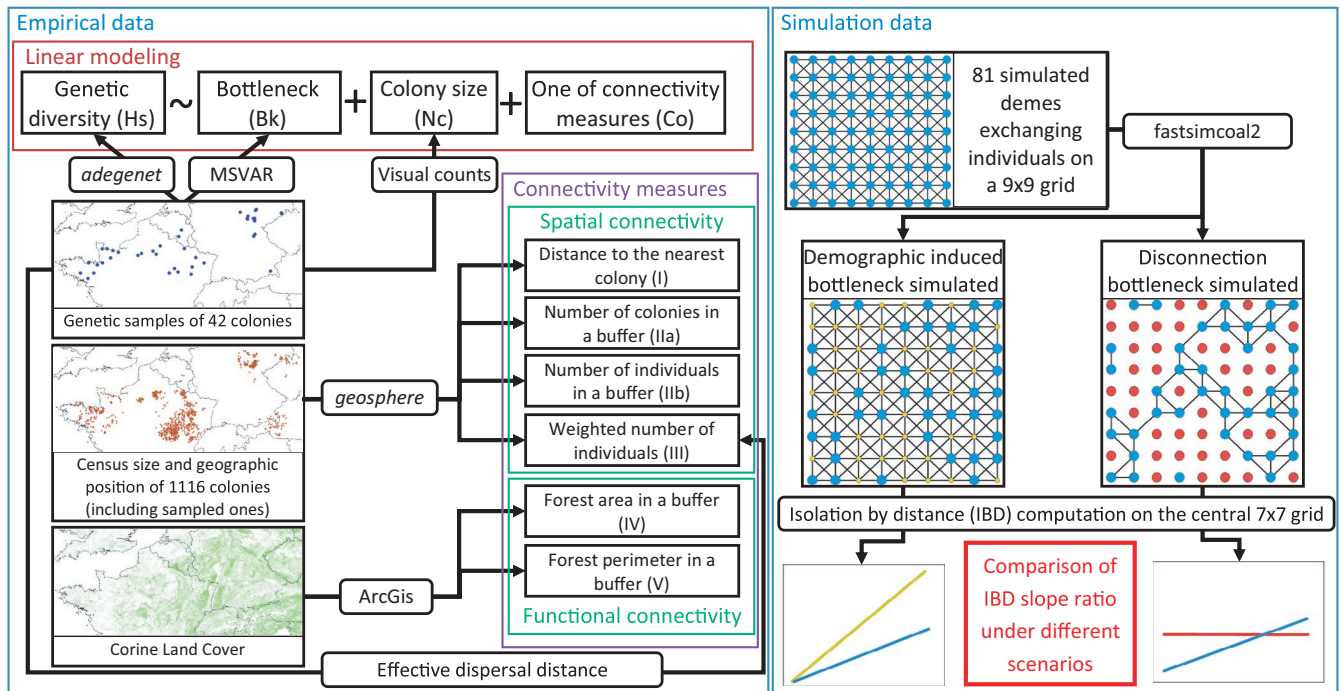 Empirical data
Linear modeling
Genetic
diversity (Hs)
~
Bottleneck
(Bk)
+
Colony size
(Nc)
+
One of connectivity
measures (Co)
adegenet
MSVAR
Visual counts
Genetic samples of 42 colonies
Census size and geographic
position of 1116 colonies
(including sampled ones)
Corine Land Cover
geosphere
ArcGis
Effective dispersal distance
Connectivity measures
Spatial connectivity
Distance to the nearest
colony (I)
Number of colonies in
a buffer (IIa)
Number of individuals
in a buffer (IIb)
Weighted number of
individuals (III)
Forest area in a buffer
(IV)
Forest perimeter in a
buffer (V)
Functional connectivity
Simulation data
81 simulated
demes
exchanging
individuals on
a 9x9 grid
fastsimcoal2
Demographic induced
bottleneck simulated
Disconnection
bottleneck simulated
Isolation by distance (IBD) computation on the central 7x7 grid
Comparison of
IBD slope ratio
under different
scenarios